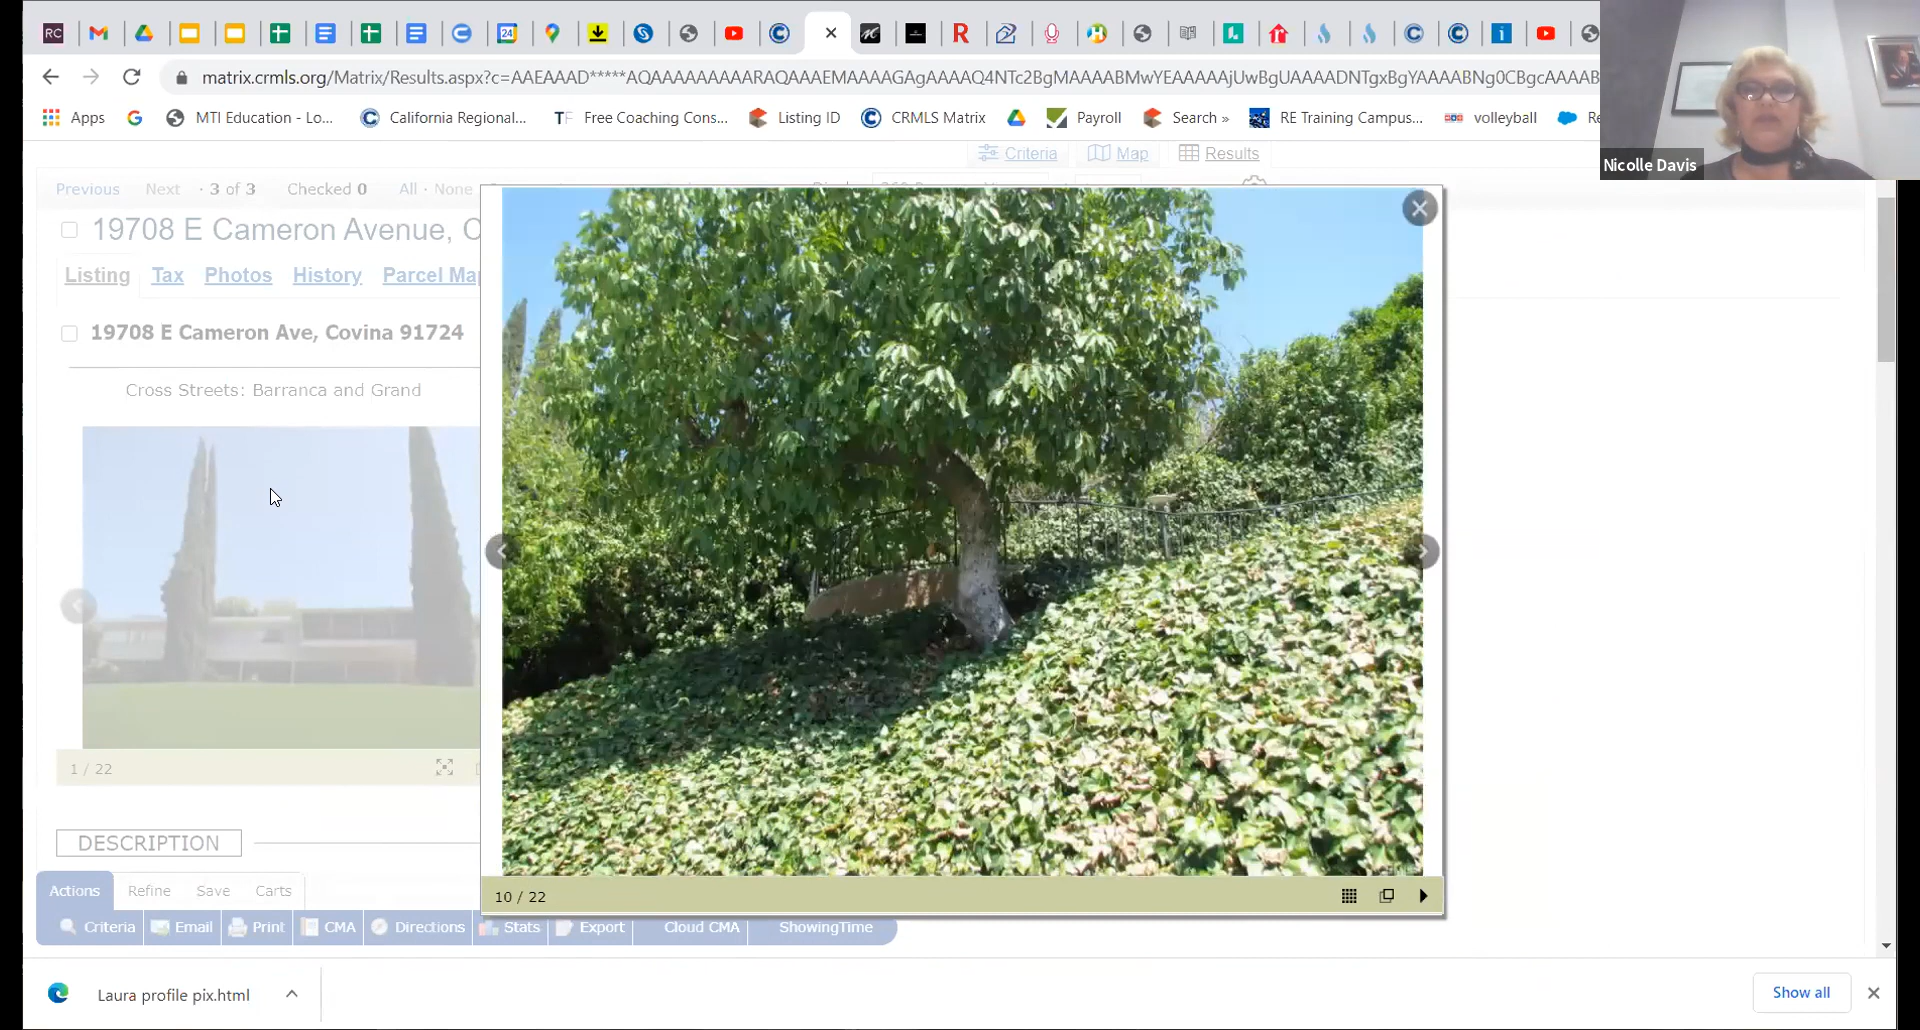 RC
matrix.crmls.org/Matrix/Results.aspx?c=AAEAAAD*****AQAAAAAAAAARAQAAAEMAAAAGAgAAAAQ4NTc2BgMAAAABMwYEAAAAAjUwBgUAAAADNTgxBgYAAAABNg0CBgcAAAAB
Apps
MTI Education - Lo...
California Regional...
TF Free Coaching Cons...
Listing ID
CRMLS Matrix
Payroll
Search »
RE Training Campus...
volleyball
Re
Nicolle Davis
Criteria Map Results
Previous Next · 3 of 3 Checked 0 All · None
19708 E Cameron Avenue, C
Listing Tax Photos History Parcel Map
19708 E Cameron Ave, Covina 91724
Cross Streets: Barranca and Grand
1 / 22
DESCRIPTION
10 / 22
Actions Refine Save Carts
Criteria Email Print CMA Directions Stats Export Cloud CMA ShowingTime
Laura profile pix.html
Show all